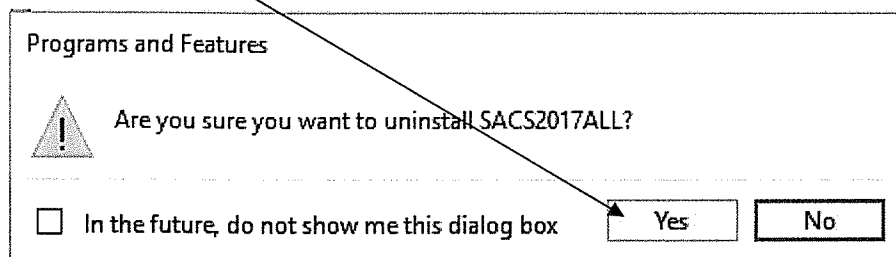 Programs and Features
Are you sure you want to uninstall SACS2017ALL?
In the future, do not show me this dialog box
Yes
No